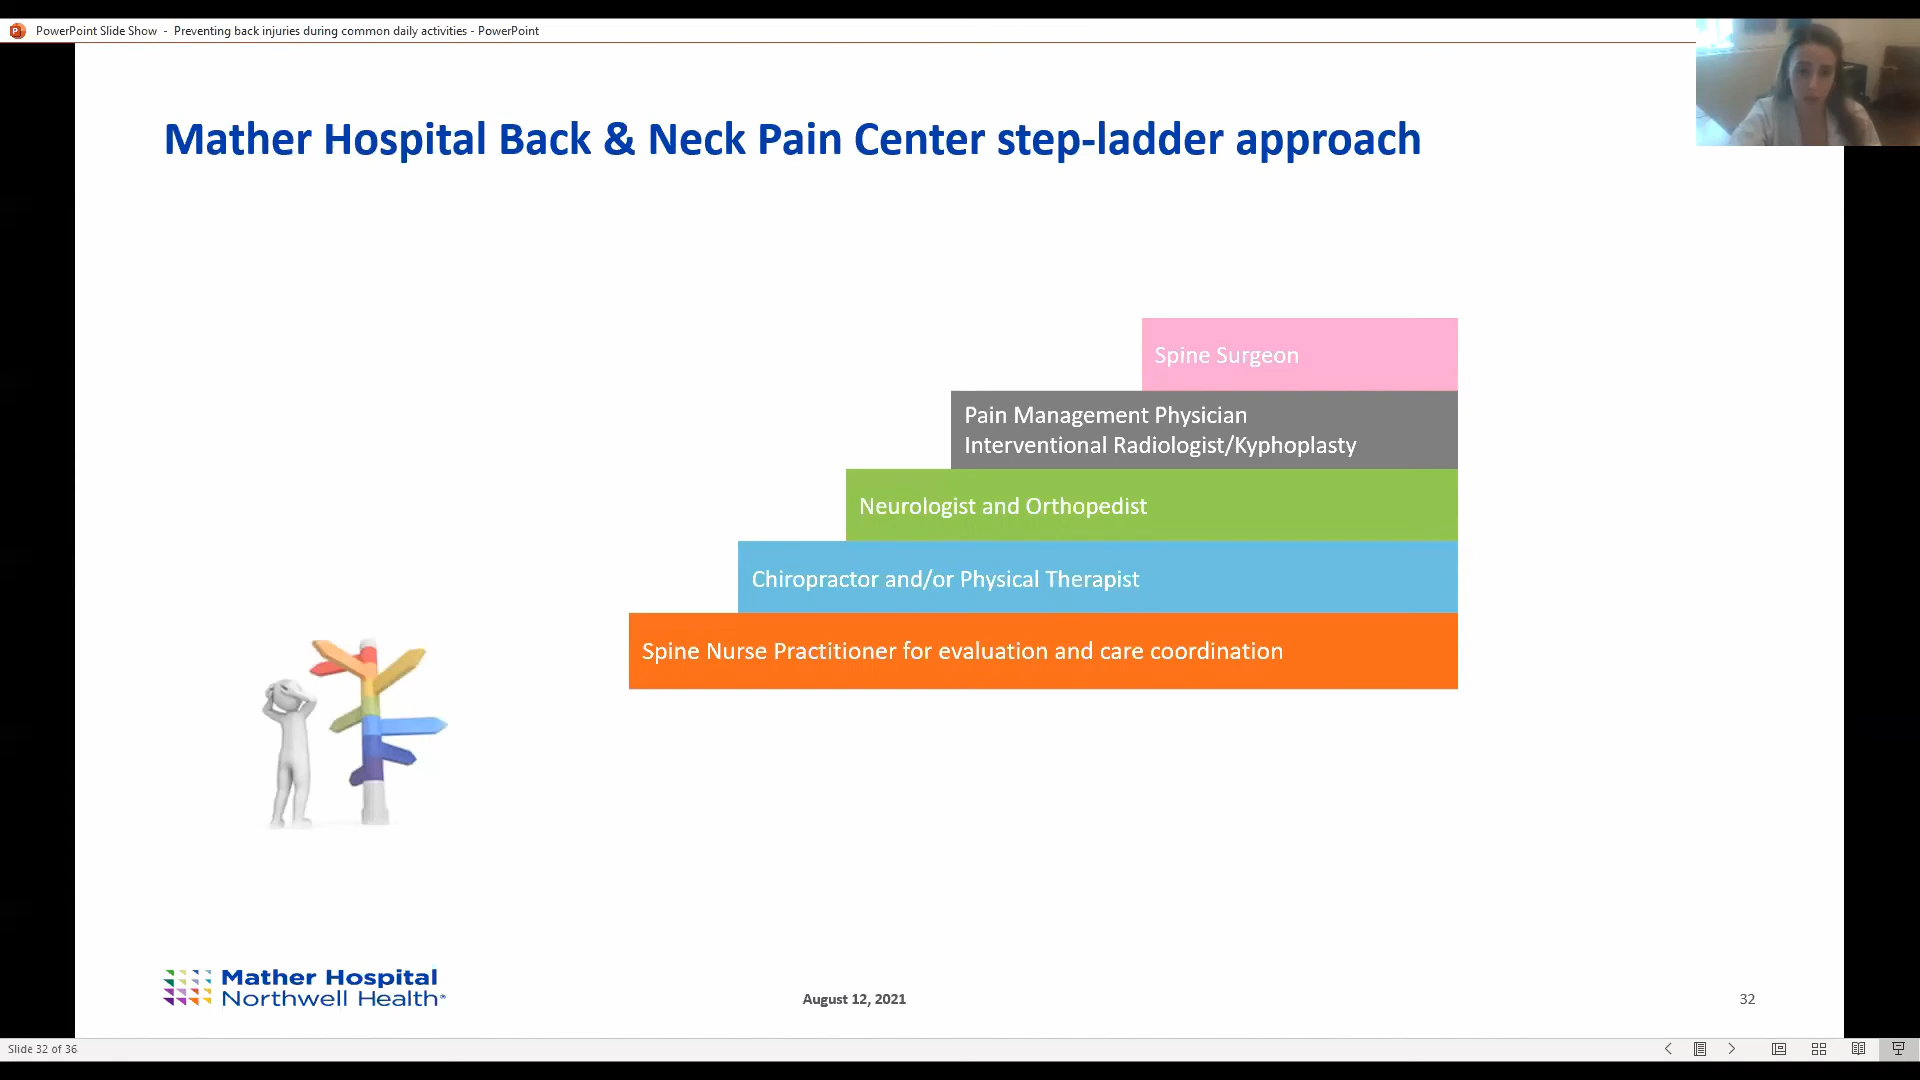 PowerPoint Slide Show - Preventing back injuries during common daily activities - PowerPoint
Mather Hospital Back & Neck Pain Center step-ladder approach
Spine Surgeon
Pain Management Physician
Interventional Radiologist/Kyphoplasty
Neurologist and Orthopedist
Chiropractor and/or Physical Therapist
Spine Nurse Practitioner for evaluation and care coordination
Mather Hospital
Northwell Health®
August 12, 2021
32
Slide 32 of 36